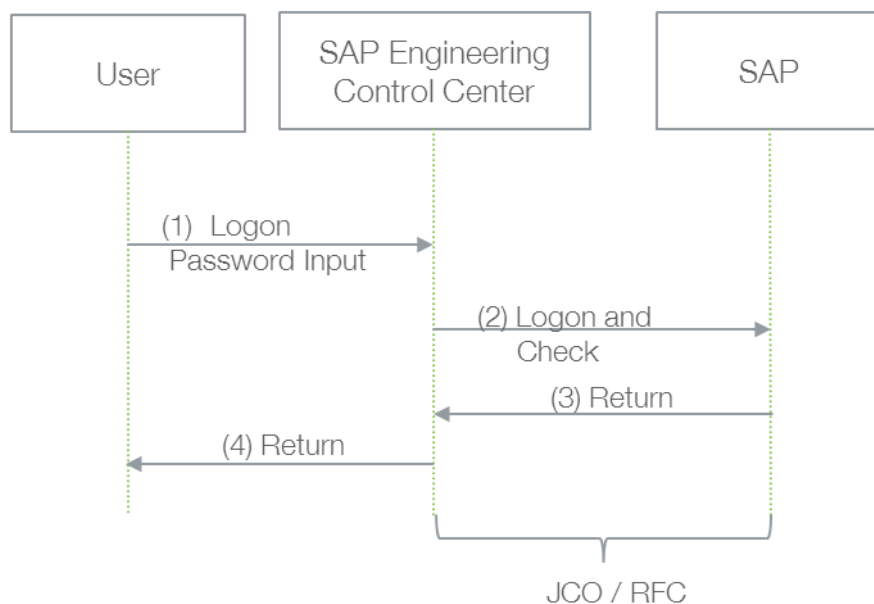 User
SAP Engineering
Control Center
SAP
(1) Logon
Password Input
(2) Logon and
Check
(3) Return
(4) Return
JCO / RFC